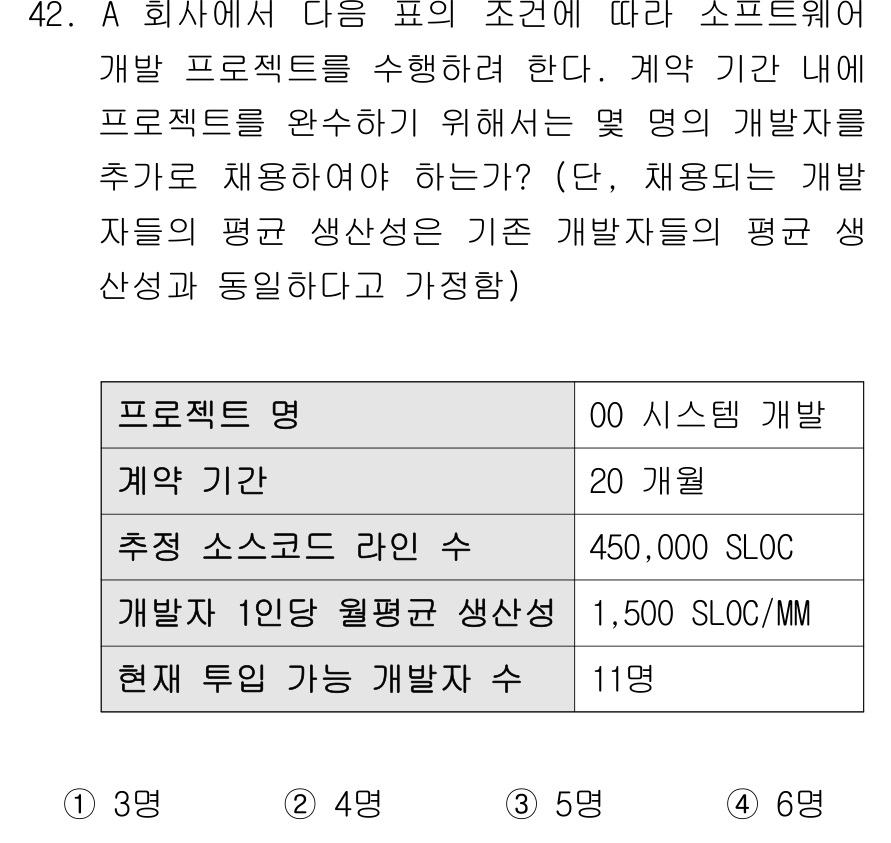 42. A 회사에서 다음 표의 조건에 따라 소프트웨어
개발 프로젝트를 수행하려 한다. 계약 기간 내에
프로젝트를 완수하기 위해서는 몇 명의 개발자를
추가로 채용하여야 하는가? (단, 채용되는 개발
자들의 평균 생산성은 기존 개발자들의 평균 생
산성과 동일하다고 가정함)
프로젝트 명 00 시스템 개발
계약 기간 20 개월
추정 소스코드 라인 수 450,000 SLOC
개발자 1인당 월평균 생산성 1,500 SLOC/MM
현재 투입 가능 개발자 수 11명
① 3명 ② 4명 ③ 5명 ④ 6명